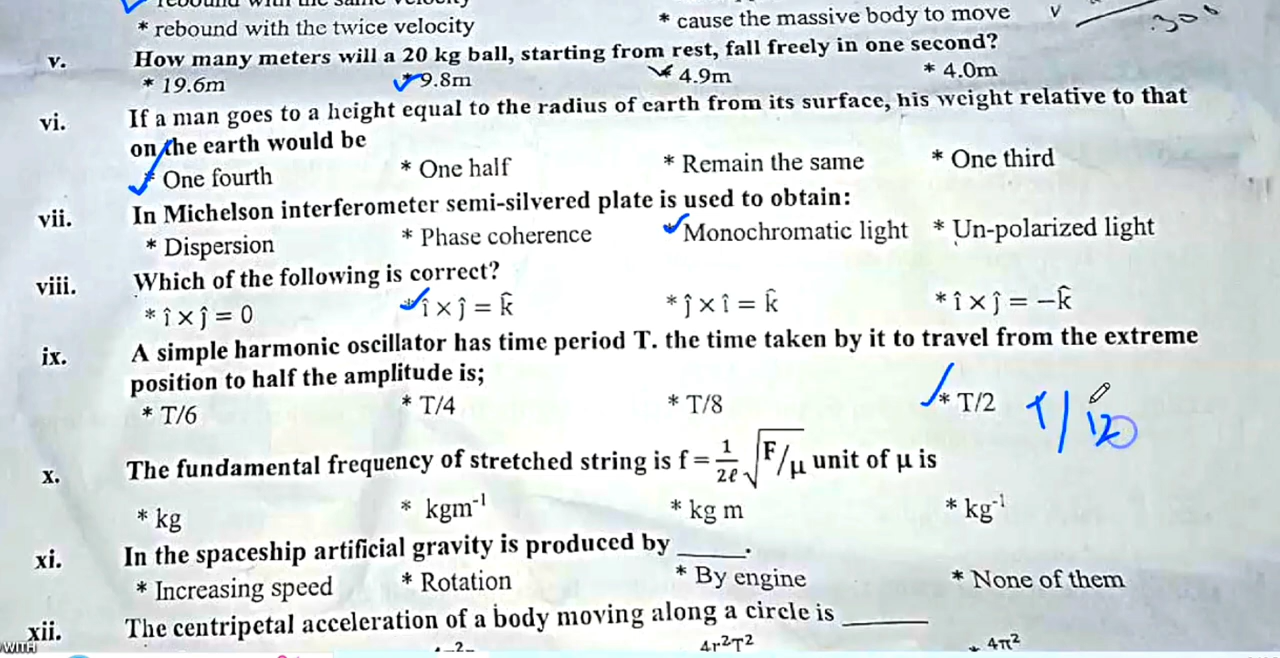 * rebound with the twice velocity * cause the massive body to move v 300
v. How many meters will a 20 kg ball, starting from rest, fall freely in one second?
* 19.6m * 9.8m * 4.9m * 4.0m
vi. If a man goes to a height equal to the radius of earth from its surface, his weight relative to that
on the earth would be
* One fourth * One half * Remain the same * One third
vii. In Michelson interferometer semi-silvered plate is used to obtain:
* Dispersion * Phase coherence Monochromatic light * Un-polarized light
viii. Which of the following is correct?
* î × ĵ = 0 * î × ĵ = k̂ * ĵ × î = k̂ * î × ĵ = −k̂
ix. A simple harmonic oscillator has time period T. the time taken by it to travel from the extreme
position to half the amplitude is;
* T/6 * T/4 * T/8 * T/2 T/12
x. The fundamental frequency of stretched string is f = 1/2ℓ √F/μ unit of μ is
* kg * kgm⁻¹ * kg m * kg⁻¹
xi. In the spaceship artificial gravity is produced by _____.
* Increasing speed * Rotation * By engine * None of them
xii. The centripetal acceleration of a body moving along a circle is ______
4r²T² 4π²
WITH